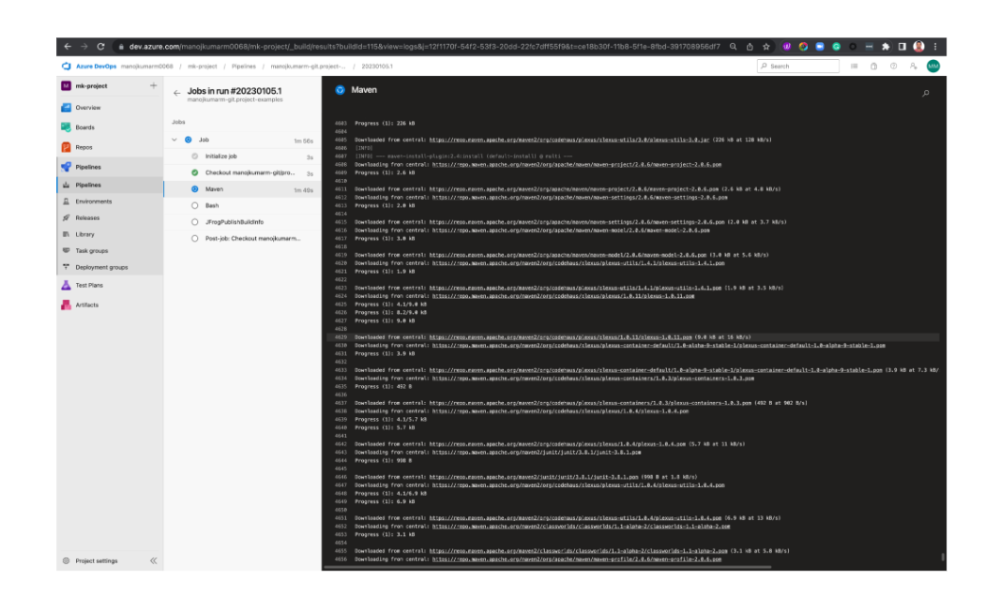 dev.azure.com/manojkumarm0068/mk-project/_build/results?buildId=115&view=logs&j=12f1170f-54f2-53f3-20dd-22fc7dff55f9&t=ce18b30f-11b8-5f1e-8fbd-391708956df7
Azure DevOps manojkumarm0068 / mk-project / Pipelines / manojkumarm-git.project-... / 20230105.1
Search
MM
mk-project
Overview
Boards
Repos
Pipelines
Pipelines
Environments
Releases
Library
Task groups
Deployment groups
Test Plans
Artifacts
Project settings
Jobs in run #20230105.1
manojkumarm-git.project-examples
Jobs
Job 1m 56s
Initialize job 3s
Checkout manojkumarm-git/pro... 3s
Maven 1m 49s
Bash
JFrogPublishBuildInfo
Post-job: Checkout manojkumarm...
Maven
4603 Progress (1): 226 kB
4604
4605 Downloaded from central: https://repo.maven.apache.org/maven2/org/codehaus/plexus/plexus-utils/3.0/plexus-utils-3.0.jar (226 kB at 128 kB/s)
4606 [INFO]
4607 [INFO] --- maven-install-plugin:2.4:install (default-install) @ multi ---
4608 Downloading from central: https://repo.maven.apache.org/maven2/org/apache/maven/maven-project/2.0.6/maven-project-2.0.6.pom
4609 Progress (1): 2.6 kB
4610
4611 Downloaded from central: https://repo.maven.apache.org/maven2/org/apache/maven/maven-project/2.0.6/maven-project-2.0.6.pom (2.6 kB at 4.8 kB/s)
4612 Downloading from central: https://repo.maven.apache.org/maven2/org/apache/maven/maven-settings/2.0.6/maven-settings-2.0.6.pom
4613 Progress (1): 2.0 kB
4614
4615 Downloaded from central: https://repo.maven.apache.org/maven2/org/apache/maven/maven-settings/2.0.6/maven-settings-2.0.6.pom (2.0 kB at 3.7 kB/s)
4616 Downloading from central: https://repo.maven.apache.org/maven2/org/apache/maven/maven-model/2.0.6/maven-model-2.0.6.pom
4617 Progress (1): 3.0 kB
4618
4619 Downloaded from central: https://repo.maven.apache.org/maven2/org/apache/maven/maven-model/2.0.6/maven-model-2.0.6.pom (3.0 kB at 5.6 kB/s)
4620 Downloading from central: https://repo.maven.apache.org/maven2/org/codehaus/plexus/plexus-utils/1.4.1/plexus-utils-1.4.1.pom
4621 Progress (1): 1.9 kB
4622
4623 Downloaded from central: https://repo.maven.apache.org/maven2/org/codehaus/plexus/plexus-utils/1.4.1/plexus-utils-1.4.1.pom (1.9 kB at 3.5 kB/s)
4624 Downloading from central: https://repo.maven.apache.org/maven2/org/codehaus/plexus/plexus/1.0.11/plexus-1.0.11.pom
4625 Progress (1): 4.1/9.0 kB
4626 Progress (1): 8.2/9.0 kB
4627 Progress (1): 9.0 kB
4628
4629 Downloaded from central: https://repo.maven.apache.org/maven2/org/codehaus/plexus/plexus/1.0.11/plexus-1.0.11.pom (9.0 kB at 16 kB/s)
4630 Downloading from central: https://repo.maven.apache.org/maven2/org/codehaus/plexus/plexus-container-default/1.0-alpha-9-stable-1/plexus-container-default-1.0-alpha-9-stable-1.pom
4631 Progress (1): 3.9 kB
4632
4633 Downloaded from central: https://repo.maven.apache.org/maven2/org/codehaus/plexus/plexus-container-default/1.0-alpha-9-stable-1/plexus-container-default-1.0-alpha-9-stable-1.pom (3.9 kB at 7.3 kB/
4634 Downloading from central: https://repo.maven.apache.org/maven2/org/codehaus/plexus/plexus-containers/1.0.3/plexus-containers-1.0.3.pom
4635 Progress (1): 492 B
4636
4637 Downloaded from central: https://repo.maven.apache.org/maven2/org/codehaus/plexus/plexus-containers/1.0.3/plexus-containers-1.0.3.pom (492 B at 902 B/s)
4638 Downloading from central: https://repo.maven.apache.org/maven2/org/codehaus/plexus/plexus/1.0.4/plexus-1.0.4.pom
4639 Progress (1): 4.1/5.7 kB
4640 Progress (1): 5.7 kB
4641
4642 Downloaded from central: https://repo.maven.apache.org/maven2/org/codehaus/plexus/plexus/1.0.4/plexus-1.0.4.pom (5.7 kB at 11 kB/s)
4643 Downloading from central: https://repo.maven.apache.org/maven2/junit/junit/3.8.1/junit-3.8.1.pom
4644 Progress (1): 998 B
4645
4646 Downloaded from central: https://repo.maven.apache.org/maven2/junit/junit/3.8.1/junit-3.8.1.pom (998 B at 1.8 kB/s)
4647 Downloading from central: https://repo.maven.apache.org/maven2/org/codehaus/plexus/plexus-utils/1.0.4/plexus-utils-1.0.4.pom
4648 Progress (1): 4.1/6.9 kB
4649 Progress (1): 6.9 kB
4650
4651 Downloaded from central: https://repo.maven.apache.org/maven2/org/codehaus/plexus/plexus-utils/1.0.4/plexus-utils-1.0.4.pom (6.9 kB at 13 kB/s)
4652 Downloading from central: https://repo.maven.apache.org/maven2/classworlds/classworlds/1.1-alpha-2/classworlds-1.1-alpha-2.pom
4653 Progress (1): 3.1 kB
4654
4655 Downloaded from central: https://repo.maven.apache.org/maven2/classworlds/classworlds/1.1-alpha-2/classworlds-1.1-alpha-2.pom (3.1 kB at 5.8 kB/s)
4656 Downloading from central: https://repo.maven.apache.org/maven2/org/apache/maven/maven-profile/2.0.6/maven-profile-2.0.6.pom